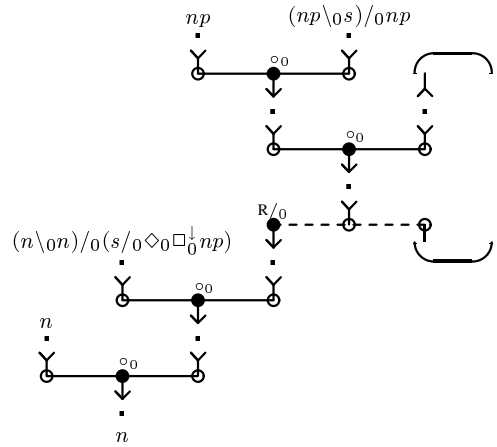 np (np\₀s)/₀np
∘₀
∘₀
R/₀
(n\₀n)/₀(s/₀◇₀□₀↓np)
∘₀
n
∘₀
n